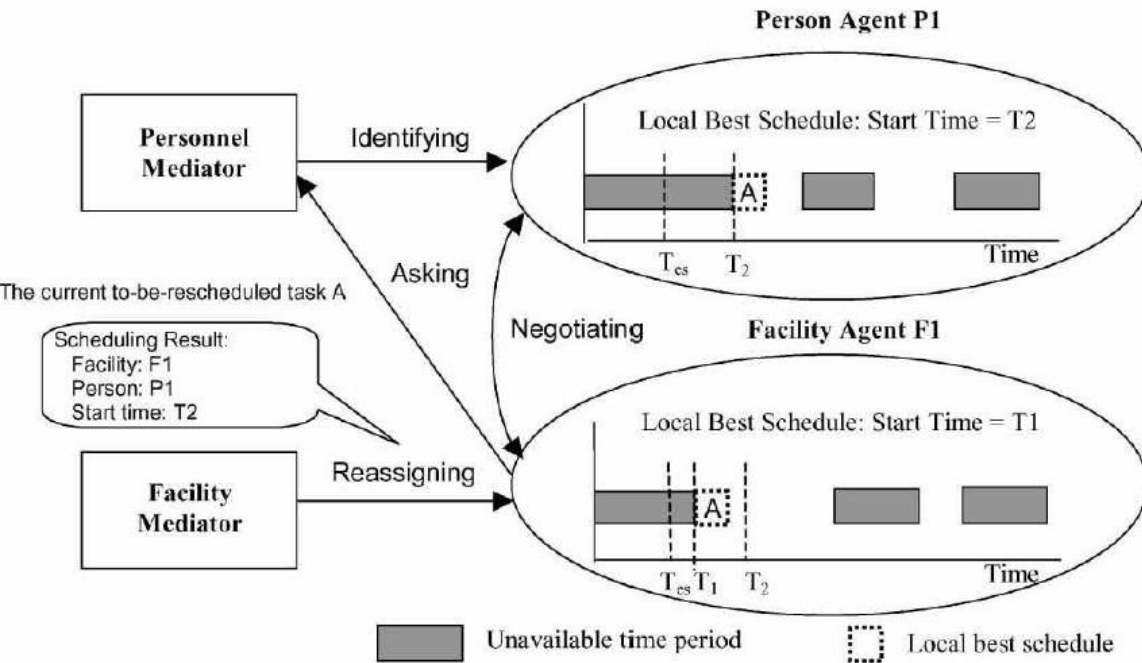 Person Agent P1
Personnel
Mediator
Identifying
Local Best Schedule: Start Time = T2
A
Time
Tes
T2
Asking
The current to-be-rescheduled task A
Negotiating
Facility Agent F1
Scheduling Result:
Facility: F1
Person: P1
Start time: T2
Local Best Schedule: Start Time = T1
Reassigning
Facility
Mediator
A
Time
Tes
T1
T2
Unavailable time period
Local best schedule